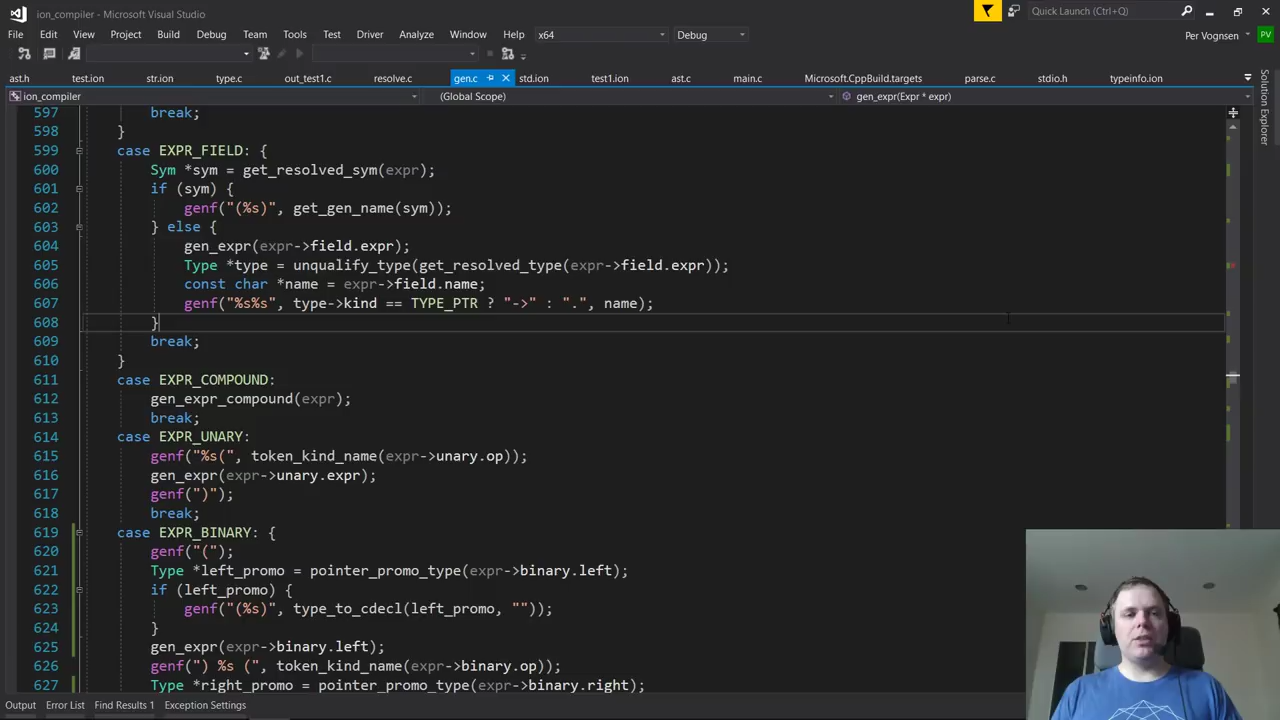 ion_compiler - Microsoft Visual Studio
Quick Launch (Ctrl+Q)
File Edit View Project Build Debug Team Tools Test Driver Analyze Window Help x64 Debug
Per Vognsen PV
ast.h test.ion str.ion type.c out_test1.c resolve.c gen.c std.ion test1.ion ast.c main.c Microsoft.CppBuild.targets parse.c stdio.h typeinfo.ion
ion_compiler (Global Scope) gen_expr(Expr * expr)
Solution Explorer
597 break;
598 }
599 case EXPR_FIELD: {
600 Sym *sym = get_resolved_sym(expr);
601 if (sym) {
602 genf("(%s)", get_gen_name(sym));
603 } else {
604 gen_expr(expr->field.expr);
605 Type *type = unqualify_type(get_resolved_type(expr->field.expr));
606 const char *name = expr->field.name;
607 genf("%s%s", type->kind == TYPE_PTR ? "->" : ".", name);
608 }
609 break;
610 }
611 case EXPR_COMPOUND:
612 gen_expr_compound(expr);
613 break;
614 case EXPR_UNARY:
615 genf("%s(", token_kind_name(expr->unary.op));
616 gen_expr(expr->unary.expr);
617 genf(")");
618 break;
619 case EXPR_BINARY: {
620 genf("(");
621 Type *left_promo = pointer_promo_type(expr->binary.left);
622 if (left_promo) {
623 genf("(%s)", type_to_cdecl(left_promo, ""));
624 }
625 gen_expr(expr->binary.left);
626 genf(") %s (", token_kind_name(expr->binary.op));
627 Type *right_promo = pointer_promo_type(expr->binary.right);
Output Error List Find Results 1 Exception Settings